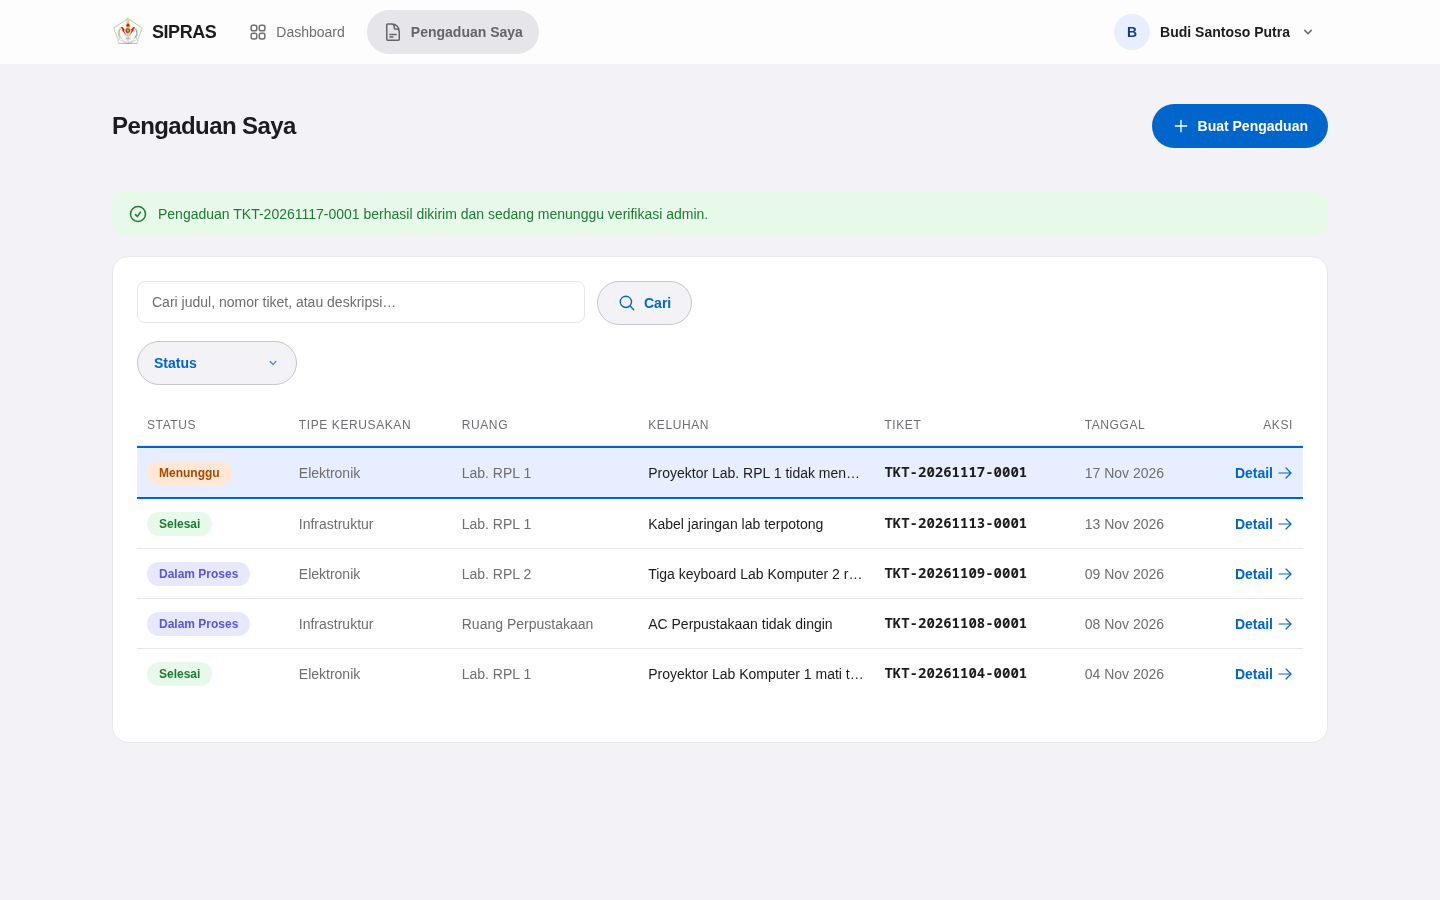 SIPRAS
Dashboard
Pengaduan Saya
B
Budi Santoso Putra
Pengaduan Saya
Buat Pengaduan
Pengaduan TKT-20261117-0001 berhasil dikirim dan sedang menunggu verifikasi admin.
Cari judul, nomor tiket, atau deskripsi…
Cari
Status
STATUS TIPE KERUSAKAN RUANG KELUHAN TIKET TANGGAL AKSI
Menunggu Elektronik Lab. RPL 1 Proyektor Lab. RPL 1 tidak men… TKT-20261117-0001 17 Nov 2026 Detail
Selesai Infrastruktur Lab. RPL 1 Kabel jaringan lab terpotong TKT-20261113-0001 13 Nov 2026 Detail
Dalam Proses Elektronik Lab. RPL 2 Tiga keyboard Lab Komputer 2 r… TKT-20261109-0001 09 Nov 2026 Detail
Dalam Proses Infrastruktur Ruang Perpustakaan AC Perpustakaan tidak dingin TKT-20261108-0001 08 Nov 2026 Detail
Selesai Elektronik Lab. RPL 1 Proyektor Lab Komputer 1 mati t… TKT-20261104-0001 04 Nov 2026 Detail